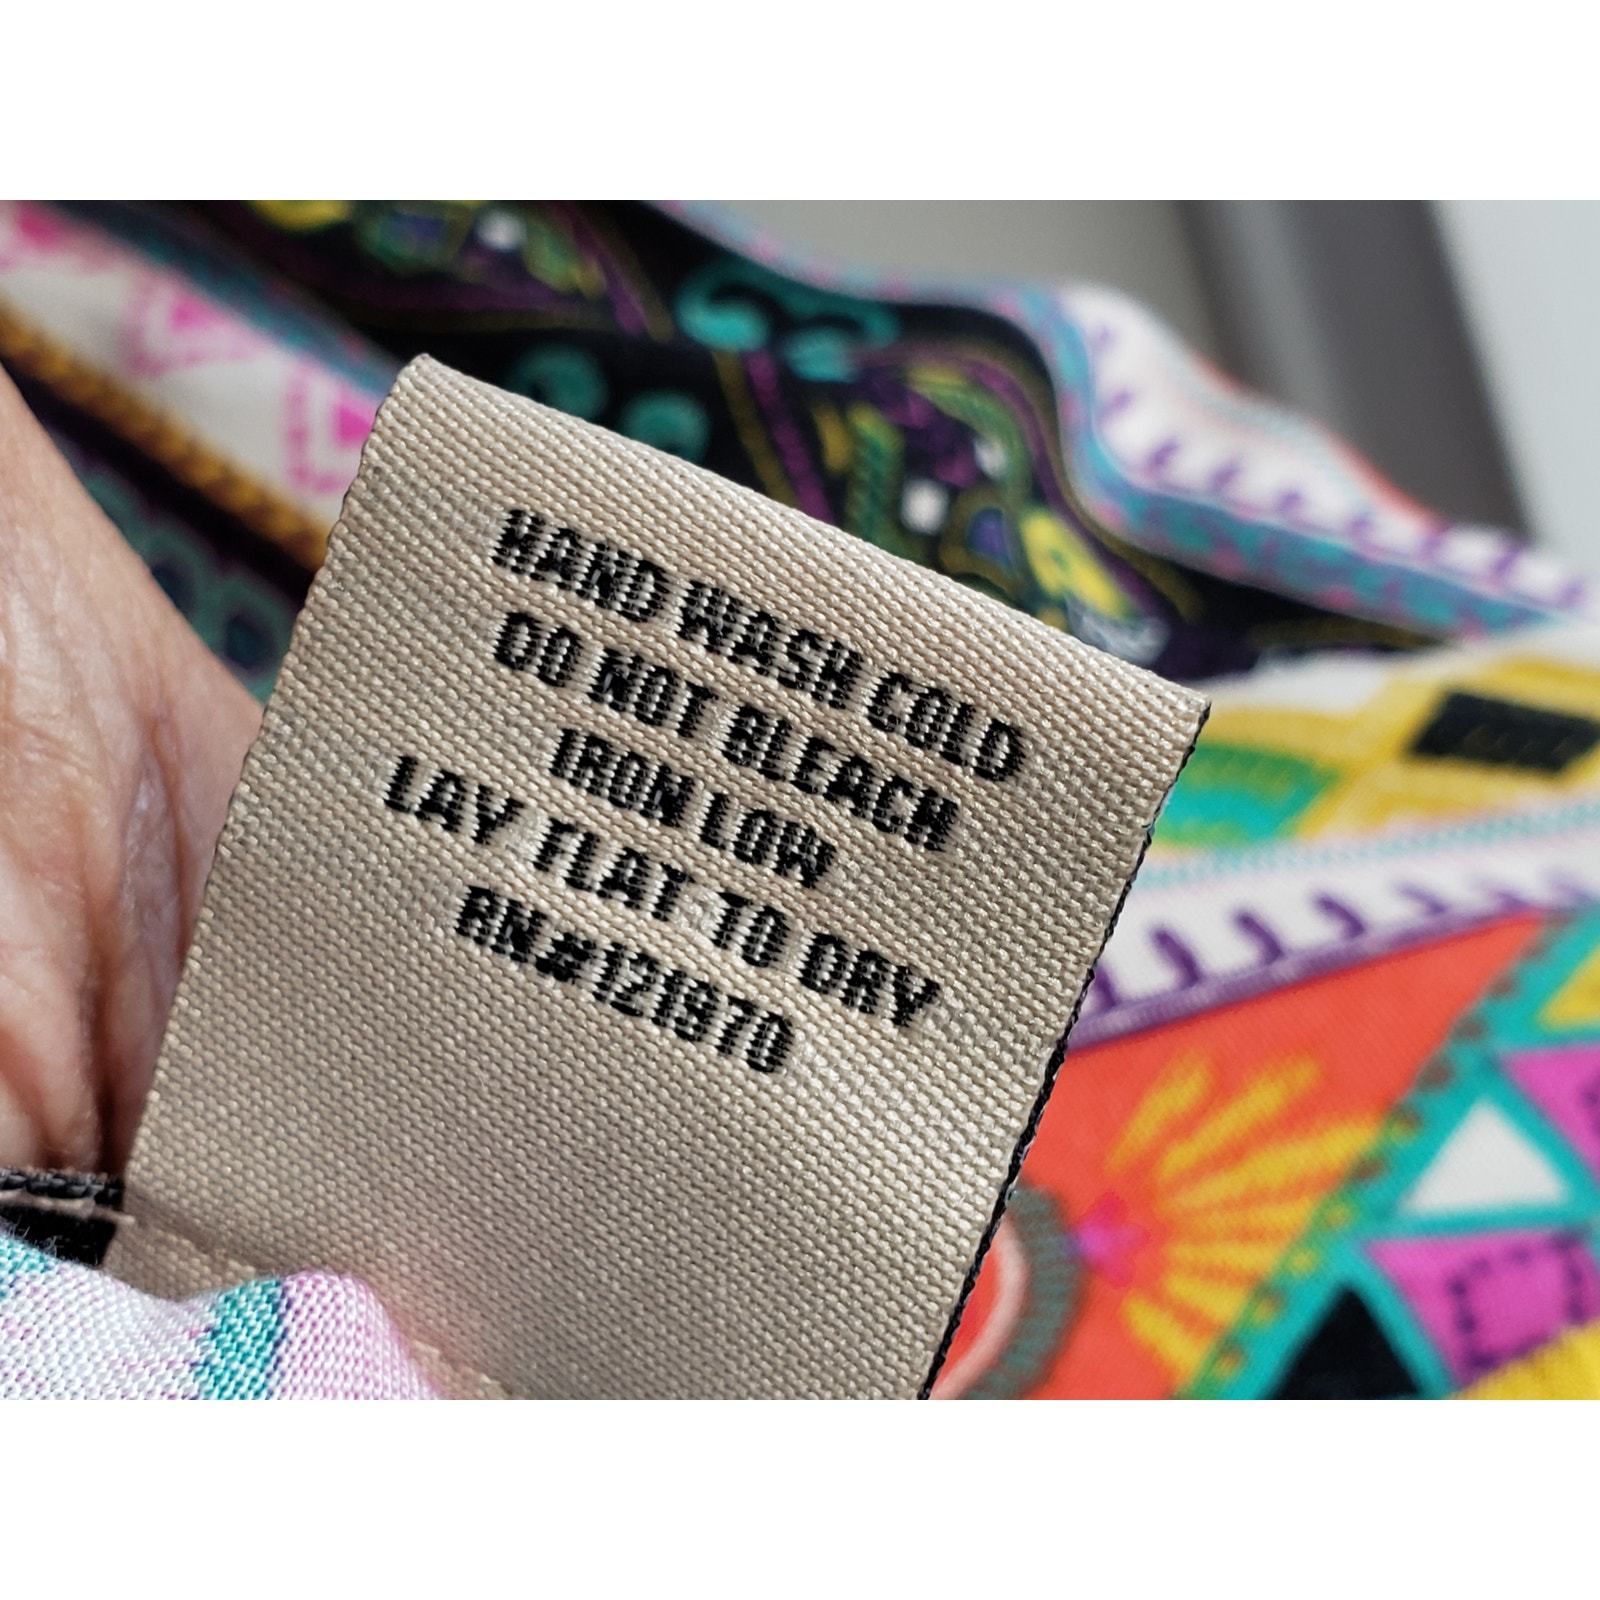 HAND WASH COLD
DO NOT BLEACH
IRON LOW
LAY FLAT TO DRY
RN#121970